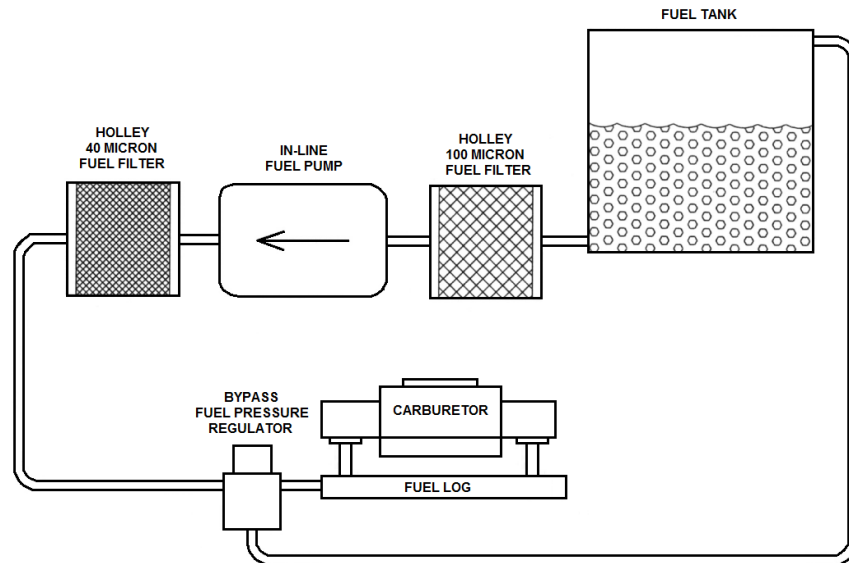 FUEL TANK
HOLLEY
40 MICRON
FUEL FILTER
IN-LINE
FUEL PUMP
HOLLEY
100 MICRON
FUEL FILTER
BYPASS
FUEL PRESSURE
REGULATOR
CARBURETOR
FUEL LOG